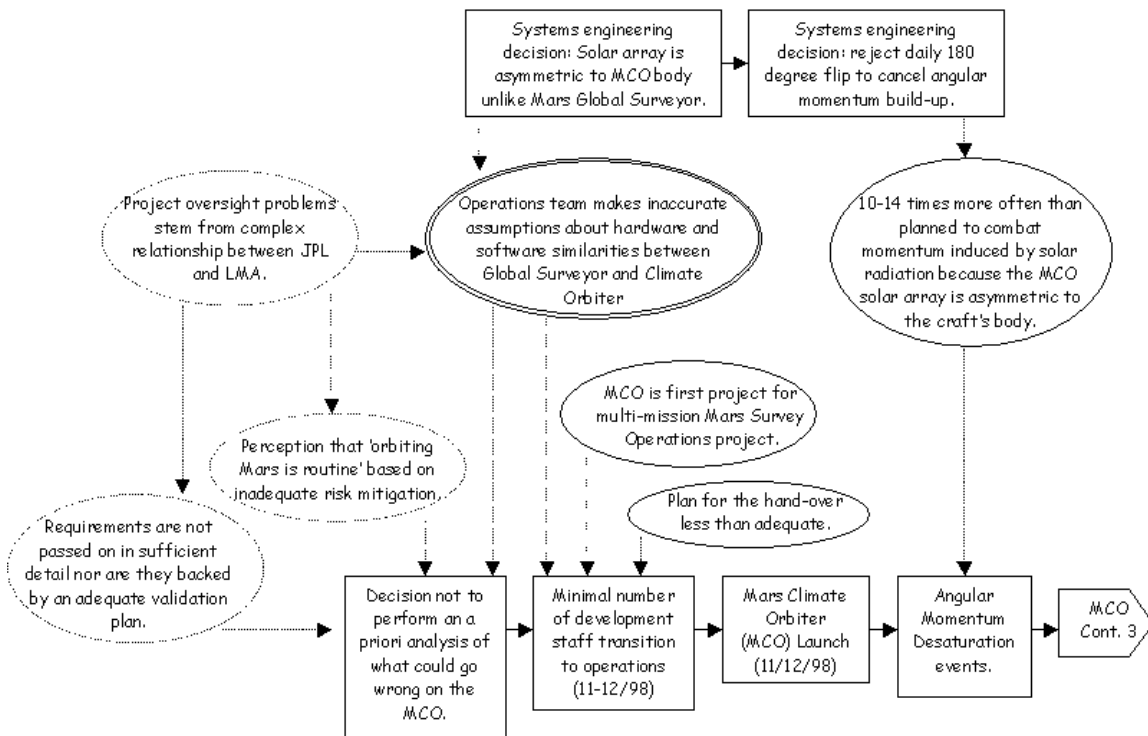 Systems engineering
decision: Solar array is
asymmetric to MCO body
unlike Mars Global Surveyor.
Systems engineering
decision: reject daily 180
degree flip to cancel angular
momentum build-up.
Project oversight problems
stem from complex
relationship between JPL
and LMA.
Operations team makes inaccurate
assumptions about hardware and
software similarities between
Global Surveyor and Climate
Orbiter
10-14 times more often than
planned to combat
momentum induced by solar
radiation because the MCO
solar array is asymmetric to
the craft's body.
MCO is first project for
multi-mission Mars Survey
Operations project.
Perception that 'orbiting
Mars is routine' based on
inadequate risk mitigation.
Plan for the hand-over
less than adequate.
Requirements are not
passed on in sufficient
detail nor are they backed
by an adequate validation
plan.
Decision not to
perform an a
priori analysis of
what could go
wrong on the
MCO.
Minimal number
of development
staff transition
to operations
(11-12/98)
Mars Climate
Orbiter
(MCO) Launch
(11/12/98)
Angular
Momentum
Desaturation
events.
MCO
Cont. 3